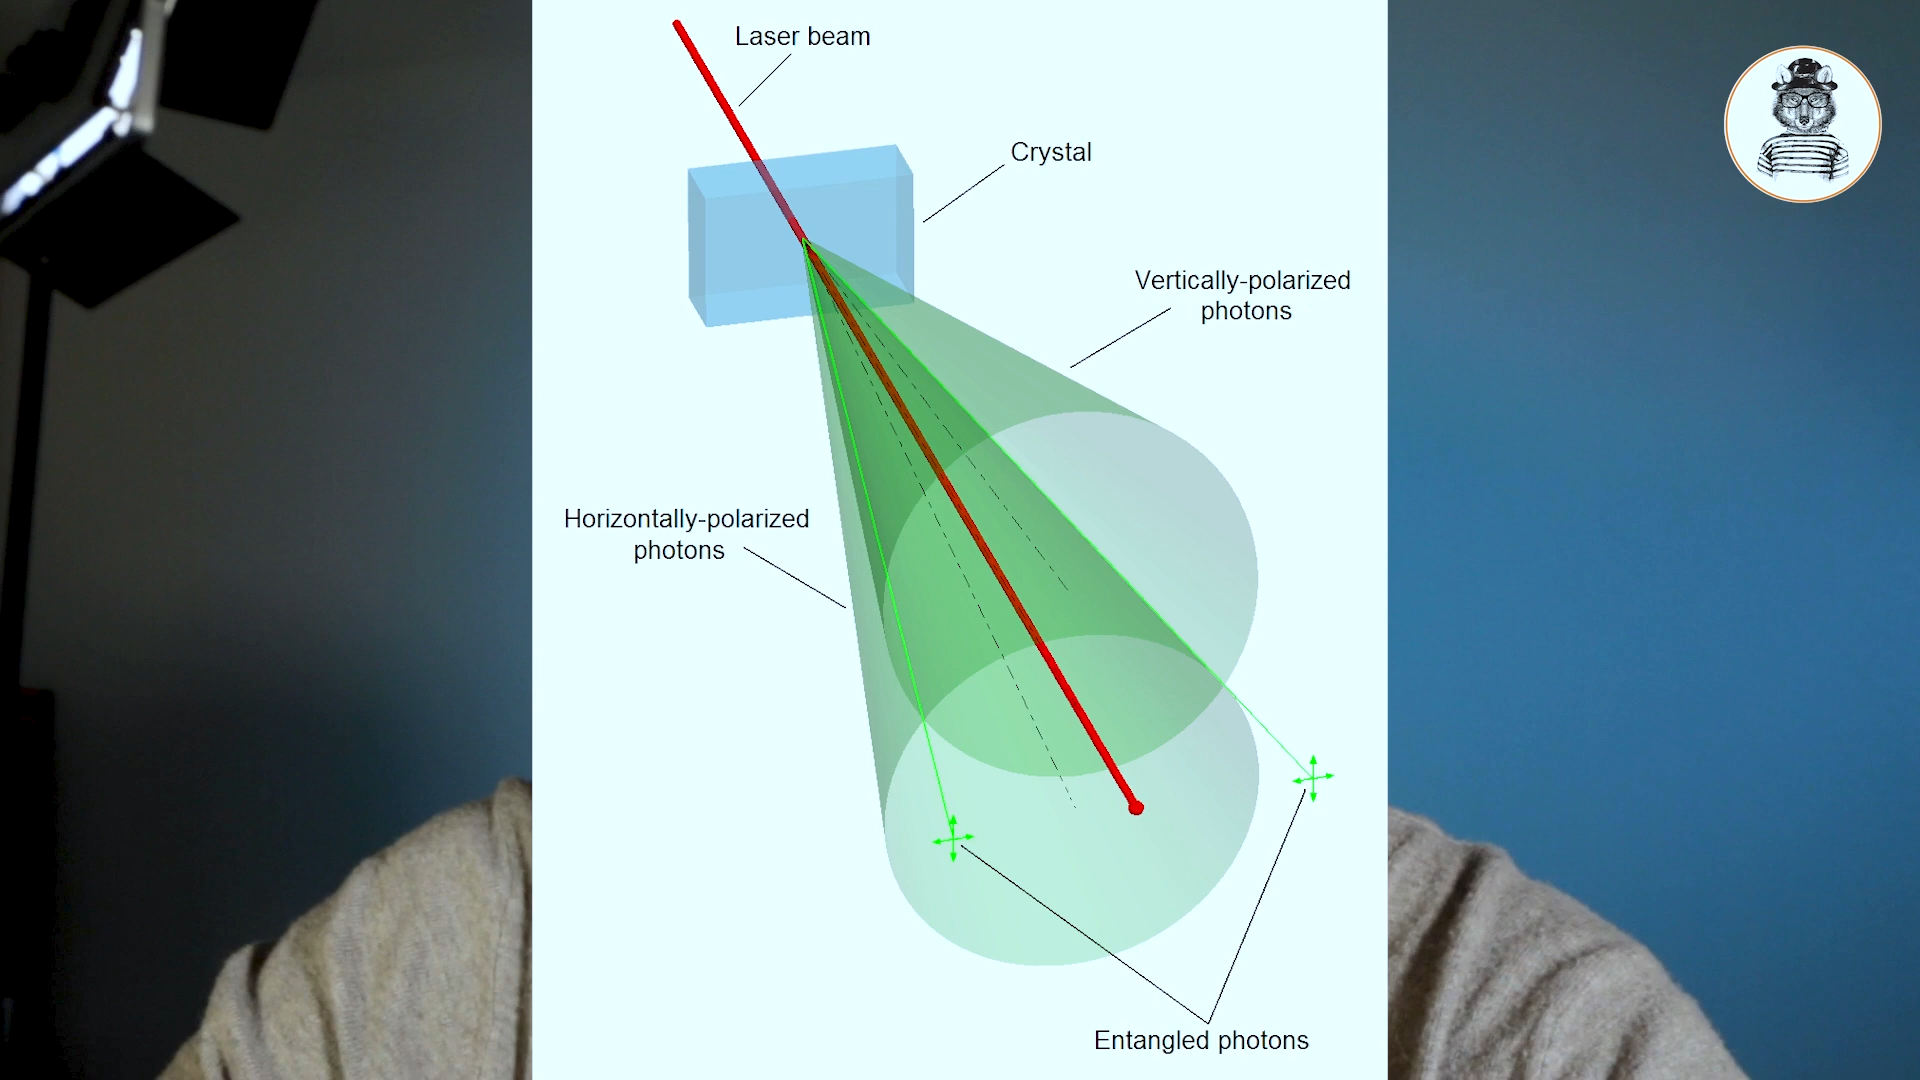 Laser beam
Crystal
Vertically-polarized
photons
Horizontally-polarized
photons
Entangled photons